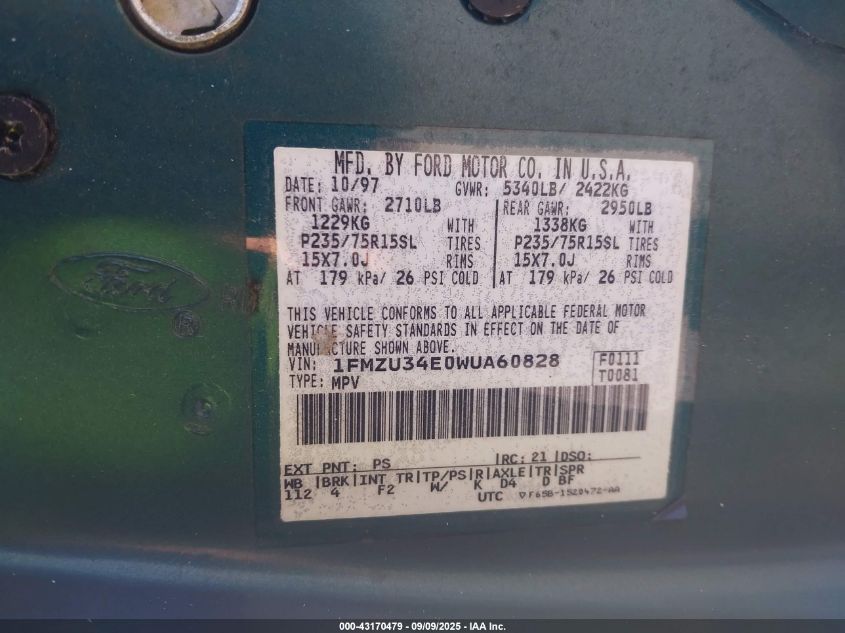 MFD. BY FORD MOTOR CO. IN U.S.A.
DATE: 10/97 GVWR: 5340LB/ 2422KG
FRONT GAWR: 2710LB REAR GAWR: 2950LB
1229KG WITH 1338KG WITH
P235/75R15SL TIRES P235/75R15SL TIRES
15X7.0J RIMS 15X7.0J RIMS
AT 179 kPa/ 26 PSI COLD AT 179 kPa/ 26 PSI COLD
THIS VEHICLE CONFORMS TO ALL APPLICABLE FEDERAL MOTOR
VEHICLE SAFETY STANDARDS IN EFFECT ON THE DATE OF
MANUFACTURE SHOWN ABOVE.
VIN: 1FMZU34E0WUA60828 F0111
TYPE: MPV T0081
EXT PNT: PS RC: 21 DSO:
WB BRK INT TR TP/PS R AXLE TR SPR
112 4 F2 W/ K D4 D BF
UTC ▽F65B-1520472-AA
Ford
®
000-43170479 - 09/09/2025 - IAA Inc.